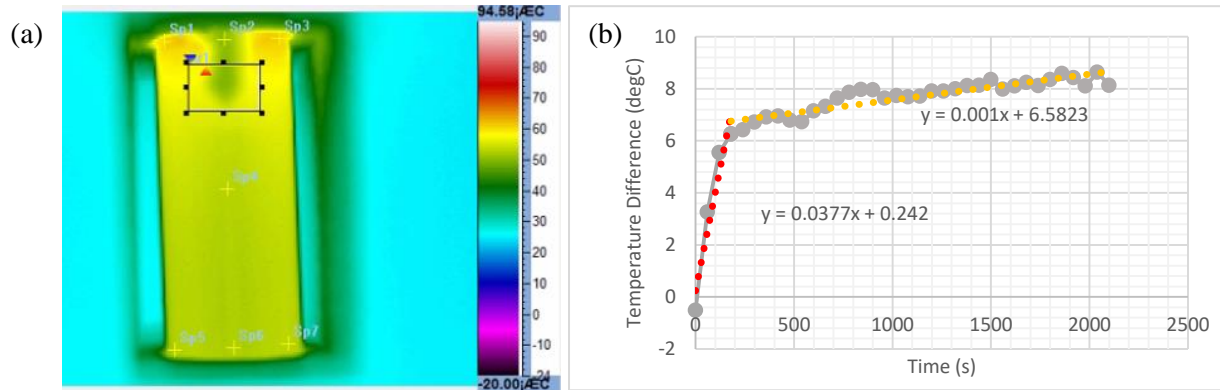 (a)
94.58¡ÆC
Sp1 Sp2 Sp3
Sp4
Sp5 Sp6 Sp7
90
80
70
60
50
40
30
20
10
0
-10
-24
-20.00¡ÆC
(b)
Temperature Difference (degC)
10
8
6
4
2
0
-2
y = 0.001x + 6.5823
y = 0.0377x + 0.242
0 500 1000 1500 2000 2500
Time (s)